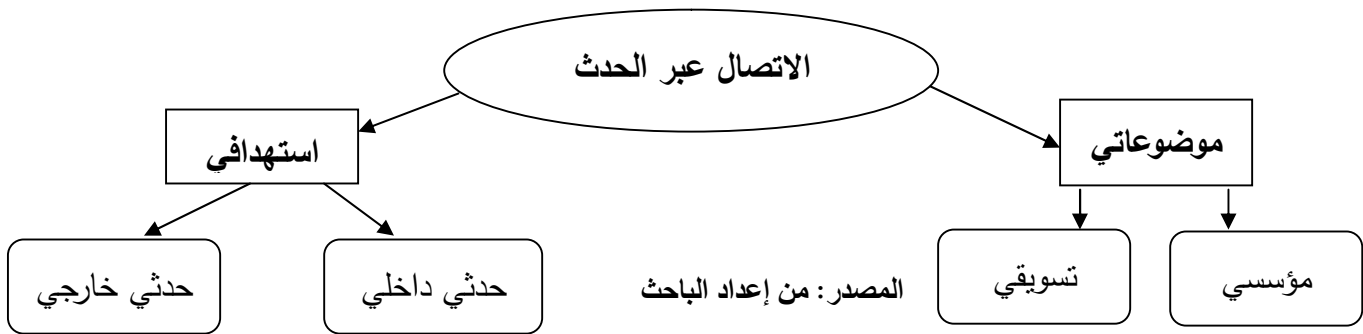 الاتصال عبر الحدث
موضوعاتي
استهدافي
مؤسسي
تسويقي
حدثي داخلي
حدثي خارجي
المصدر: من إعداد الباحث